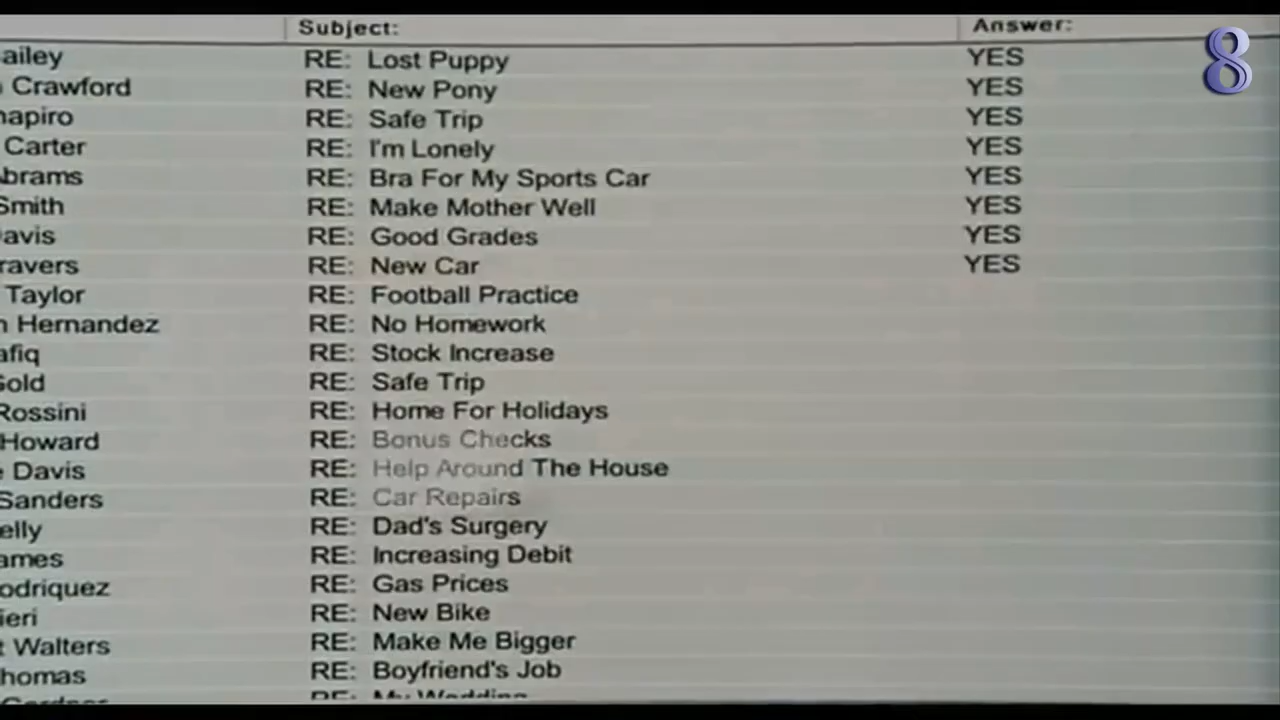 Subject: Answer:
8
ailey RE: Lost Puppy YES
Crawford RE: New Pony YES
hapiro RE: Safe Trip YES
Carter RE: I'm Lonely YES
Abrams RE: Bra For My Sports Car YES
Smith RE: Make Mother Well YES
avis RE: Good Grades YES
ravers RE: New Car YES
Taylor RE: Football Practice
n Hernandez RE: No Homework
afiq RE: Stock Increase
Gold RE: Safe Trip
Rossini RE: Home For Holidays
Howard RE: Bonus Checks
e Davis RE: Help Around The House
Sanders RE: Car Repairs
elly RE: Dad's Surgery
ames RE: Increasing Debit
odriquez RE: Gas Prices
ieri RE: New Bike
t Walters RE: Make Me Bigger
homas RE: Boyfriend's Job
RE: My Wedding